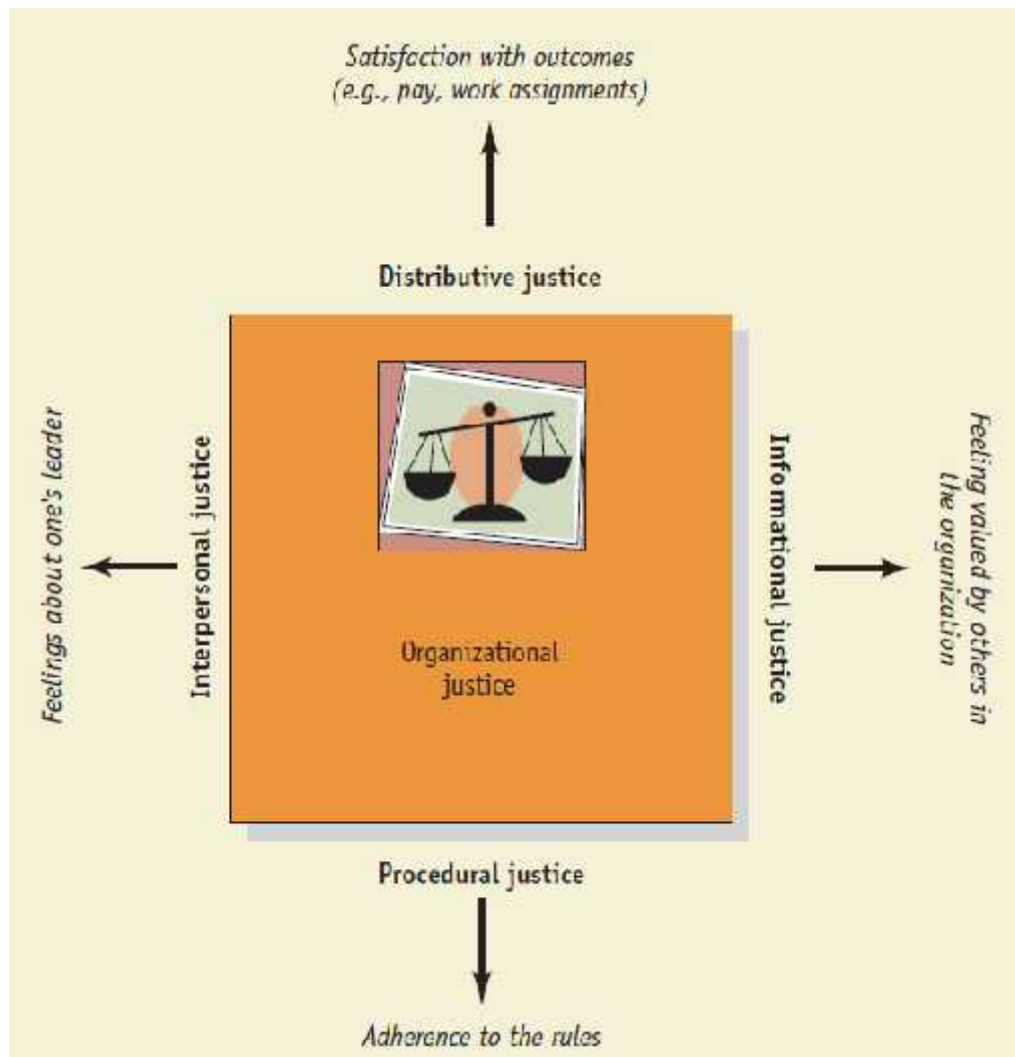 Satisfaction with outcomes
(e.g., pay, work assignments)
Distributive justice
Feelings about one's leader
Interpersonal justice
Organizational
justice
Informational justice
Feeling valued by others in
the organization
Procedural justice
Adherence to the rules